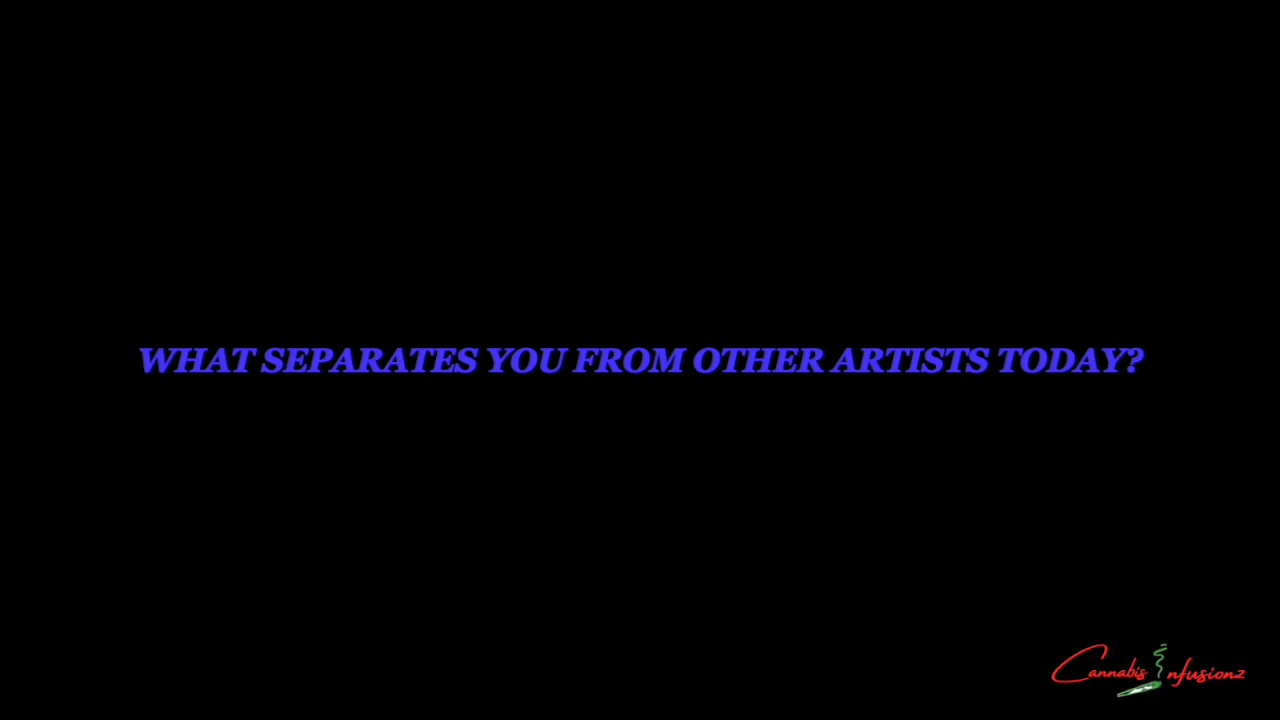 WHAT SEPARATES YOU FROM OTHER ARTISTS TODAY?
Cannabis Infusionz